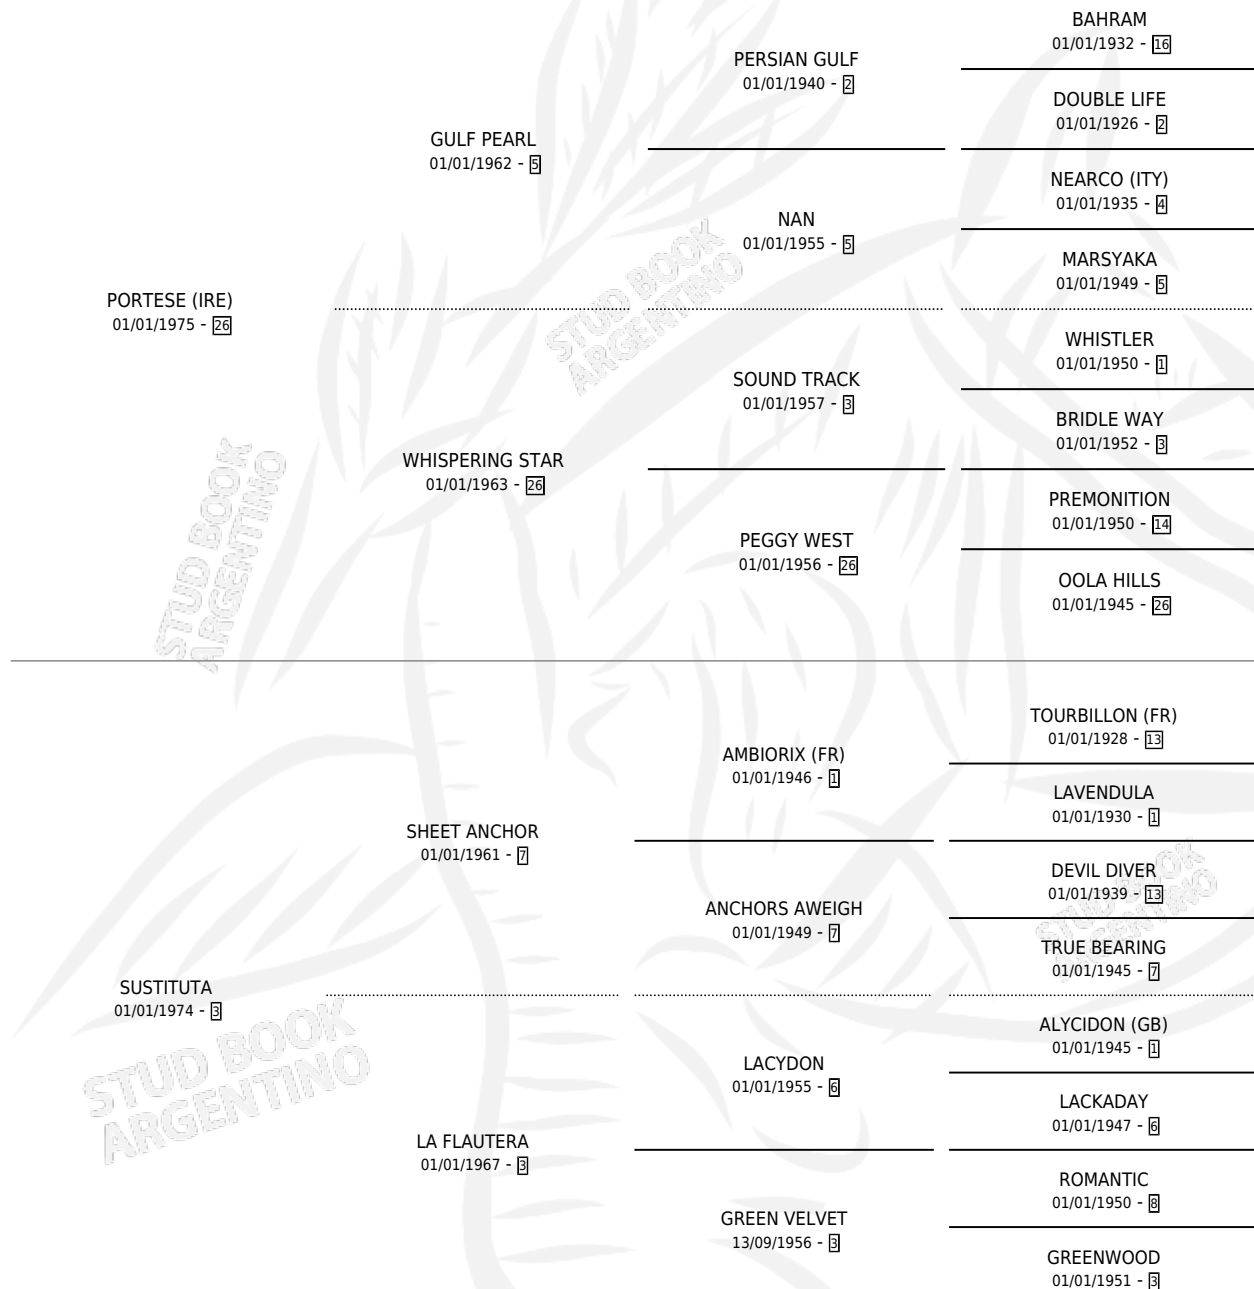 BAHRAM
01/01/1932 - 16
PERSIAN GULF
01/01/1940 - 2
DOUBLE LIFE
01/01/1926 - 2
GULF PEARL
01/01/1962 - 5
NEARCO (ITY)
01/01/1935 - 4
NAN
01/01/1955 - 5
MARSYAKA
01/01/1949 - 5
PORTESE (IRE)
01/01/1975 - 26
WHISTLER
01/01/1950 - 1
SOUND TRACK
01/01/1957 - 3
BRIDLE WAY
01/01/1952 - 3
WHISPERING STAR
01/01/1963 - 26
PREMONITION
01/01/1950 - 14
PEGGY WEST
01/01/1956 - 26
OOLA HILLS
01/01/1945 - 26
TOURBILLON (FR)
01/01/1928 - 13
AMBIORIX (FR)
01/01/1946 - 1
LAVENDULA
01/01/1930 - 1
SHEET ANCHOR
01/01/1961 - 7
DEVIL DIVER
01/01/1939 - 13
ANCHORS AWEIGH
01/01/1949 - 7
TRUE BEARING
01/01/1945 - 7
SUSTITUTA
01/01/1974 - 3
ALYCIDON (GB)
01/01/1945 - 1
LACYDON
01/01/1955 - 6
LACKADAY
01/01/1947 - 6
LA FLAUTERA
01/01/1967 - 3
ROMANTIC
01/01/1950 - 8
GREEN VELVET
13/09/1956 - 3
GREENWOOD
01/01/1951 - 3
STUD BOOK
ARGENTINO
STUD BOOK
ARGENTINO
STUD BOOK
ARGENTINO
STUD BOOK
ARGENTINO